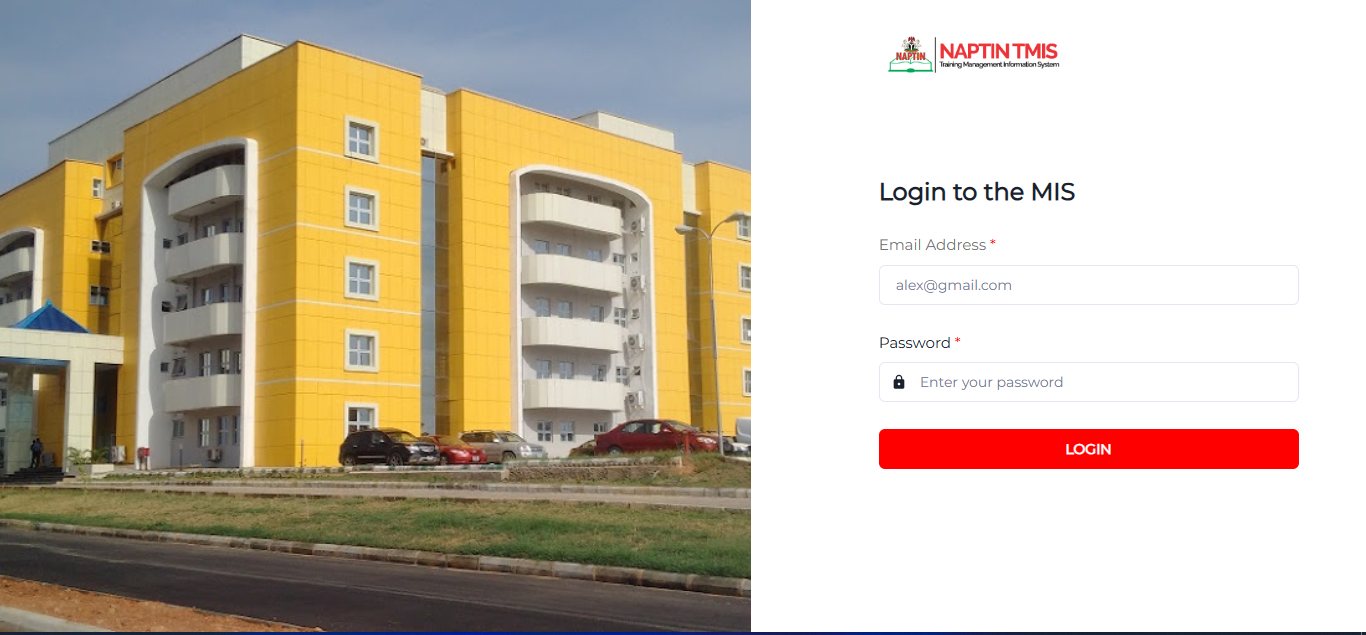 NAPTIN
NAPTIN TMIS
Training Management Information System
Login to the MIS
Email Address *
alex@gmail.com
Password *
Enter your password
LOGIN